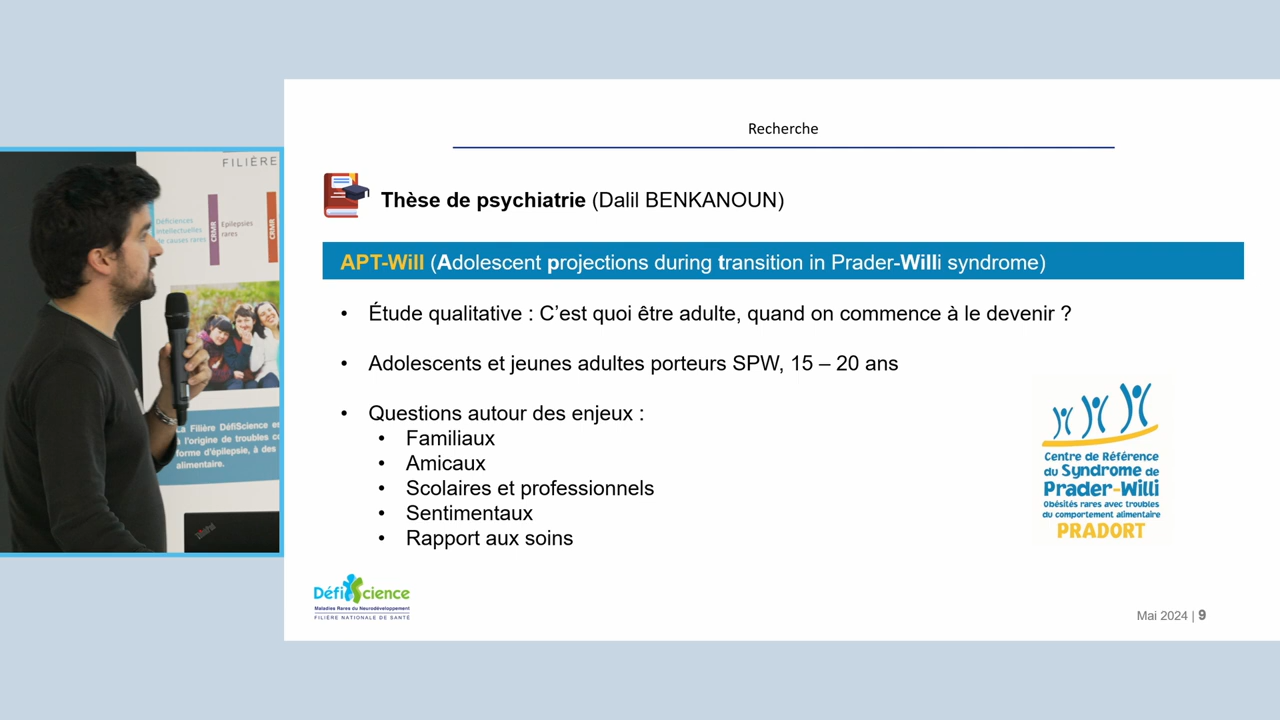 FILIÈRE
Déficiences
Intellectuelles
de causes rares
CRMR
Epilepsies
rares
CRMR
La Filière DéfiScience es
à l'origine de troubles co
forme d'épilepsie, à des
alimentaire.
ThinkPad
Recherche
Thèse de psychiatrie (Dalil BENKANOUN)
APT-Will (Adolescent projections during transition in Prader-Willi syndrome)
• Étude qualitative : C'est quoi être adulte, quand on commence à le devenir ?
• Adolescents et jeunes adultes porteurs SPW, 15 – 20 ans
• Questions autour des enjeux :
• Familiaux
• Amicaux
• Scolaires et professionnels
• Sentimentaux
• Rapport aux soins
Centre de Référence
du Syndrome de
Prader-Willi
Obésités rares avec troubles
du comportement alimentaire
PRADORT
DéfiScience
Maladies Rares du Neurodéveloppement
FILIÈRE NATIONALE DE SANTÉ
Mai 2024 | 9